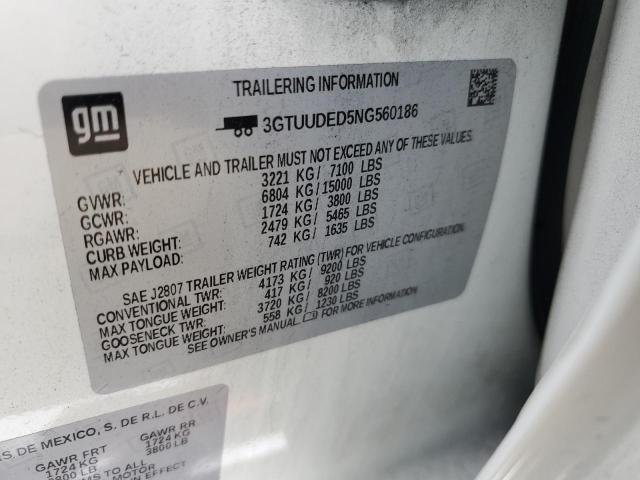 TRAILERING INFORMATION
gm
3GTUUDED5NG560186
VEHICLE AND TRAILER MUST NOT EXCEED ANY OF THESE VALUES.
GVWR: 3221 KG/ 7100 LBS
GCWR: 6804 KG/ 15000 LBS
RGAWR: 1724 KG/ 3800 LBS
CURB WEIGHT: 2479 KG/ 5465 LBS
MAX PAYLOAD: 742 KG/ 1635 LBS
SAE J2807 TRAILER WEIGHT RATING (TWR) FOR VEHICLE CONFIGURATION.
CONVENTIONAL TWR: 4173 KG/ 9200 LBS
MAX TONGUE WEIGHT: 417 KG/ 920 LBS
GOOSENECK TWR: 3720 KG/ 8200 LBS
MAX TONGUE WEIGHT: 558 KG/ 1230 LBS
SEE OWNER'S MANUAL. FOR MORE INFORMATION
DE MEXICO, S. DE R.L. DE C.V.
GAWR FRT GAWR RR
1724 KG 1724 KG
3800 LB 3800 LB
TO ALL
MOTOR
EFFECT